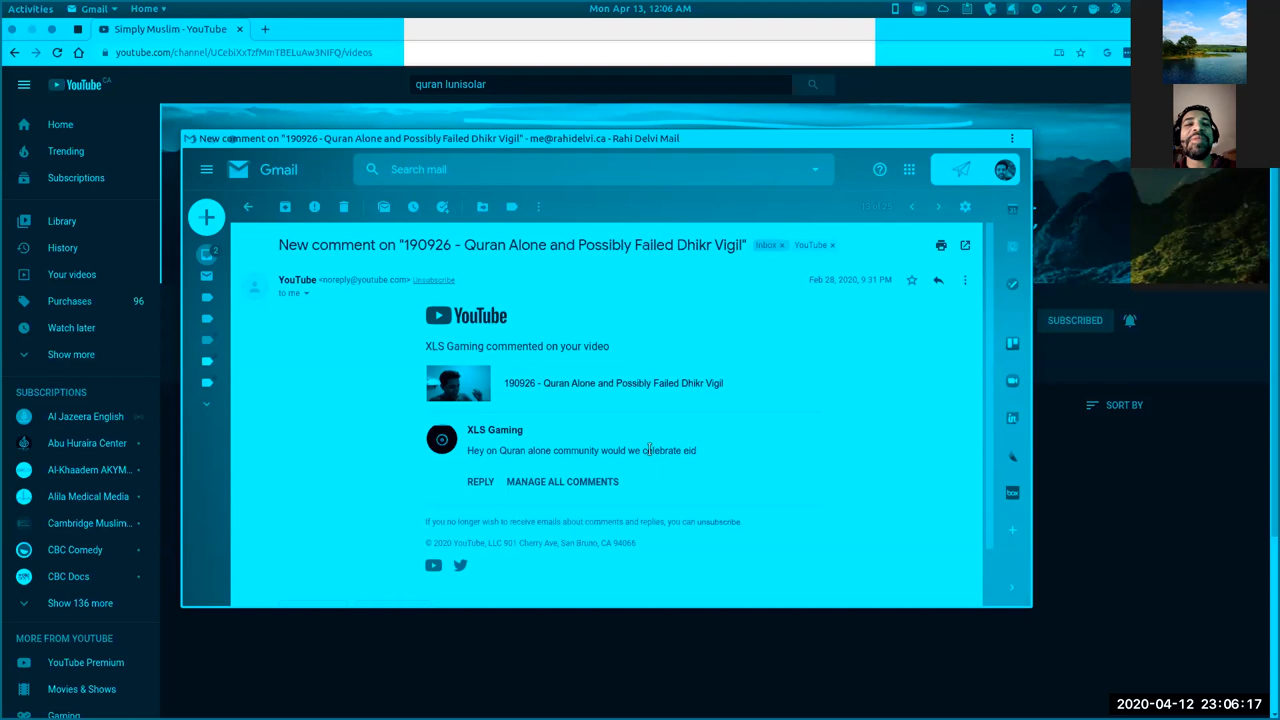 Activities
Gmail
Home
Mon Apr 13, 12:06 AM
7
Simply Muslim - YouTube
youtube.com/channel/UCebiXxTzfMmTBELuAw3NIFQ/videos
YouTube CA
quran lunisolar
Home
Trending
Subscriptions
Library
History
Your videos
Purchases 96
Watch later
Show more
SUBSCRIPTIONS
Al Jazeera English
Abu Huraira Center
Al-Khaadem AKYM...
Alila Medical Media
Cambridge Muslim...
CBC Comedy
CBC Docs
Show 136 more
MORE FROM YOUTUBE
YouTube Premium
Movies & Shows
Gaming
SUBSCRIBED
SORT BY
New comment on "190926 - Quran Alone and Possibly Failed Dhikr Vigil" - me@rahidelvi.ca - Rahi Delvi Mail
Gmail
Search mail
13 of 25
New comment on "190926 - Quran Alone and Possibly Failed Dhikr Vigil"
Inbox x
YouTube x
YouTube <noreply@youtube.com> Unsubscribe
Feb 28, 2020, 9:31 PM
to me
YouTube
XLS Gaming commented on your video
190926 - Quran Alone and Possibly Failed Dhikr Vigil
XLS Gaming
Hey on Quran alone community would we celebrate eid
REPLY MANAGE ALL COMMENTS
If you no longer wish to receive emails about comments and replies, you can unsubscribe.
© 2020 YouTube, LLC 901 Cherry Ave, San Bruno, CA 94066
box
2020-04-12 23:06:17